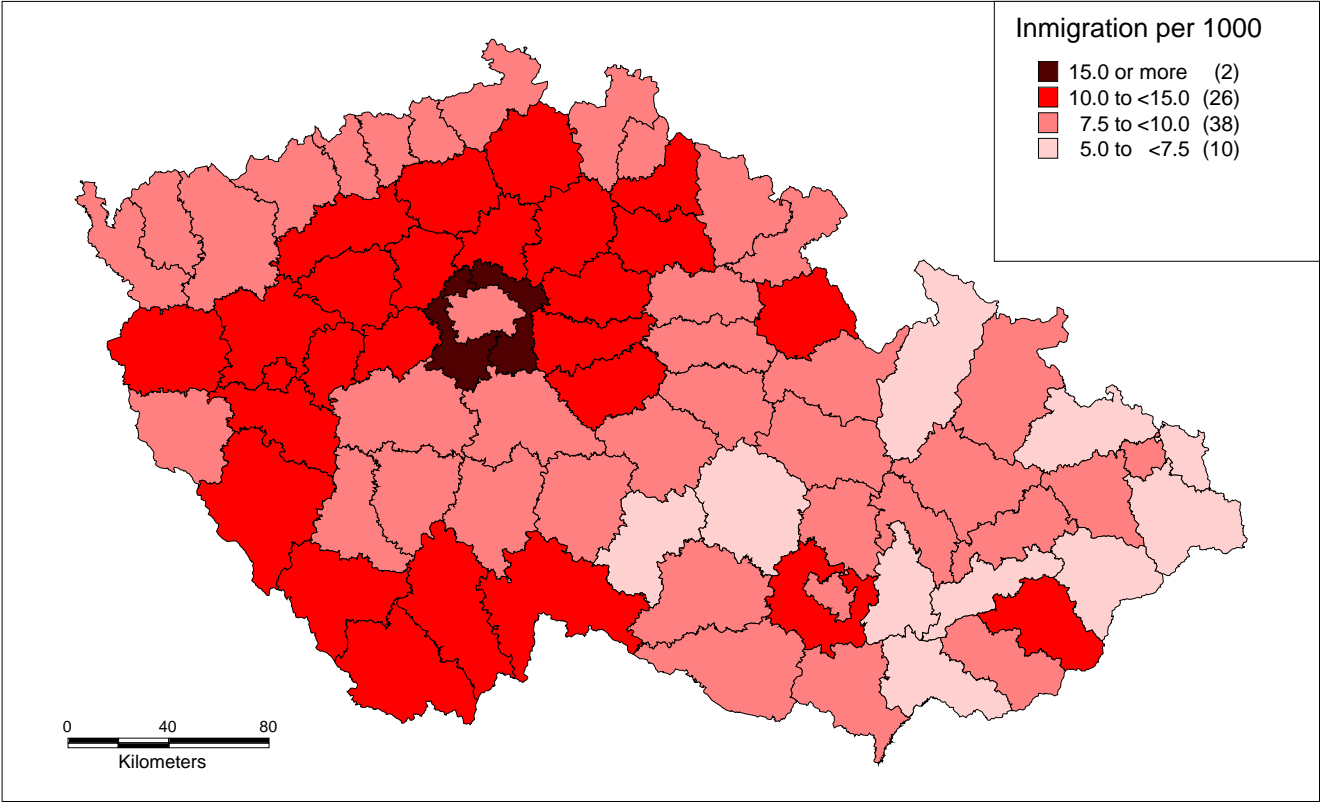 Inmigration per 1000
15.0 or more (2)
10.0 to <15.0 (26)
7.5 to <10.0 (38)
5.0 to <7.5 (10)
0 40 80
Kilometers